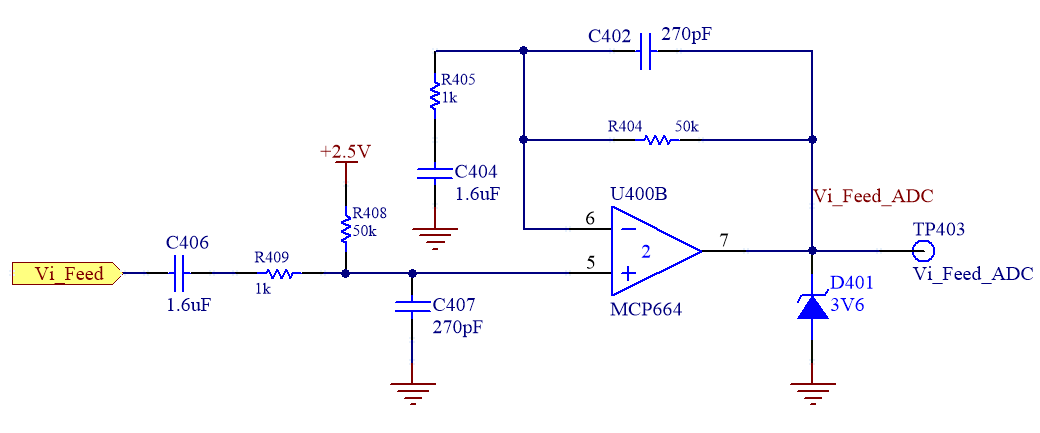 C402 270pF
R405
1k
R404 50k
+2.5V
C404
1.6uF
U400B
Vi_Feed_ADC
R408
50k
6
7
TP403
C406
R409
2
5
Vi_Feed
Vi_Feed_ADC
1k
1.6uF
C407
270pF
MCP664
D401
3V6